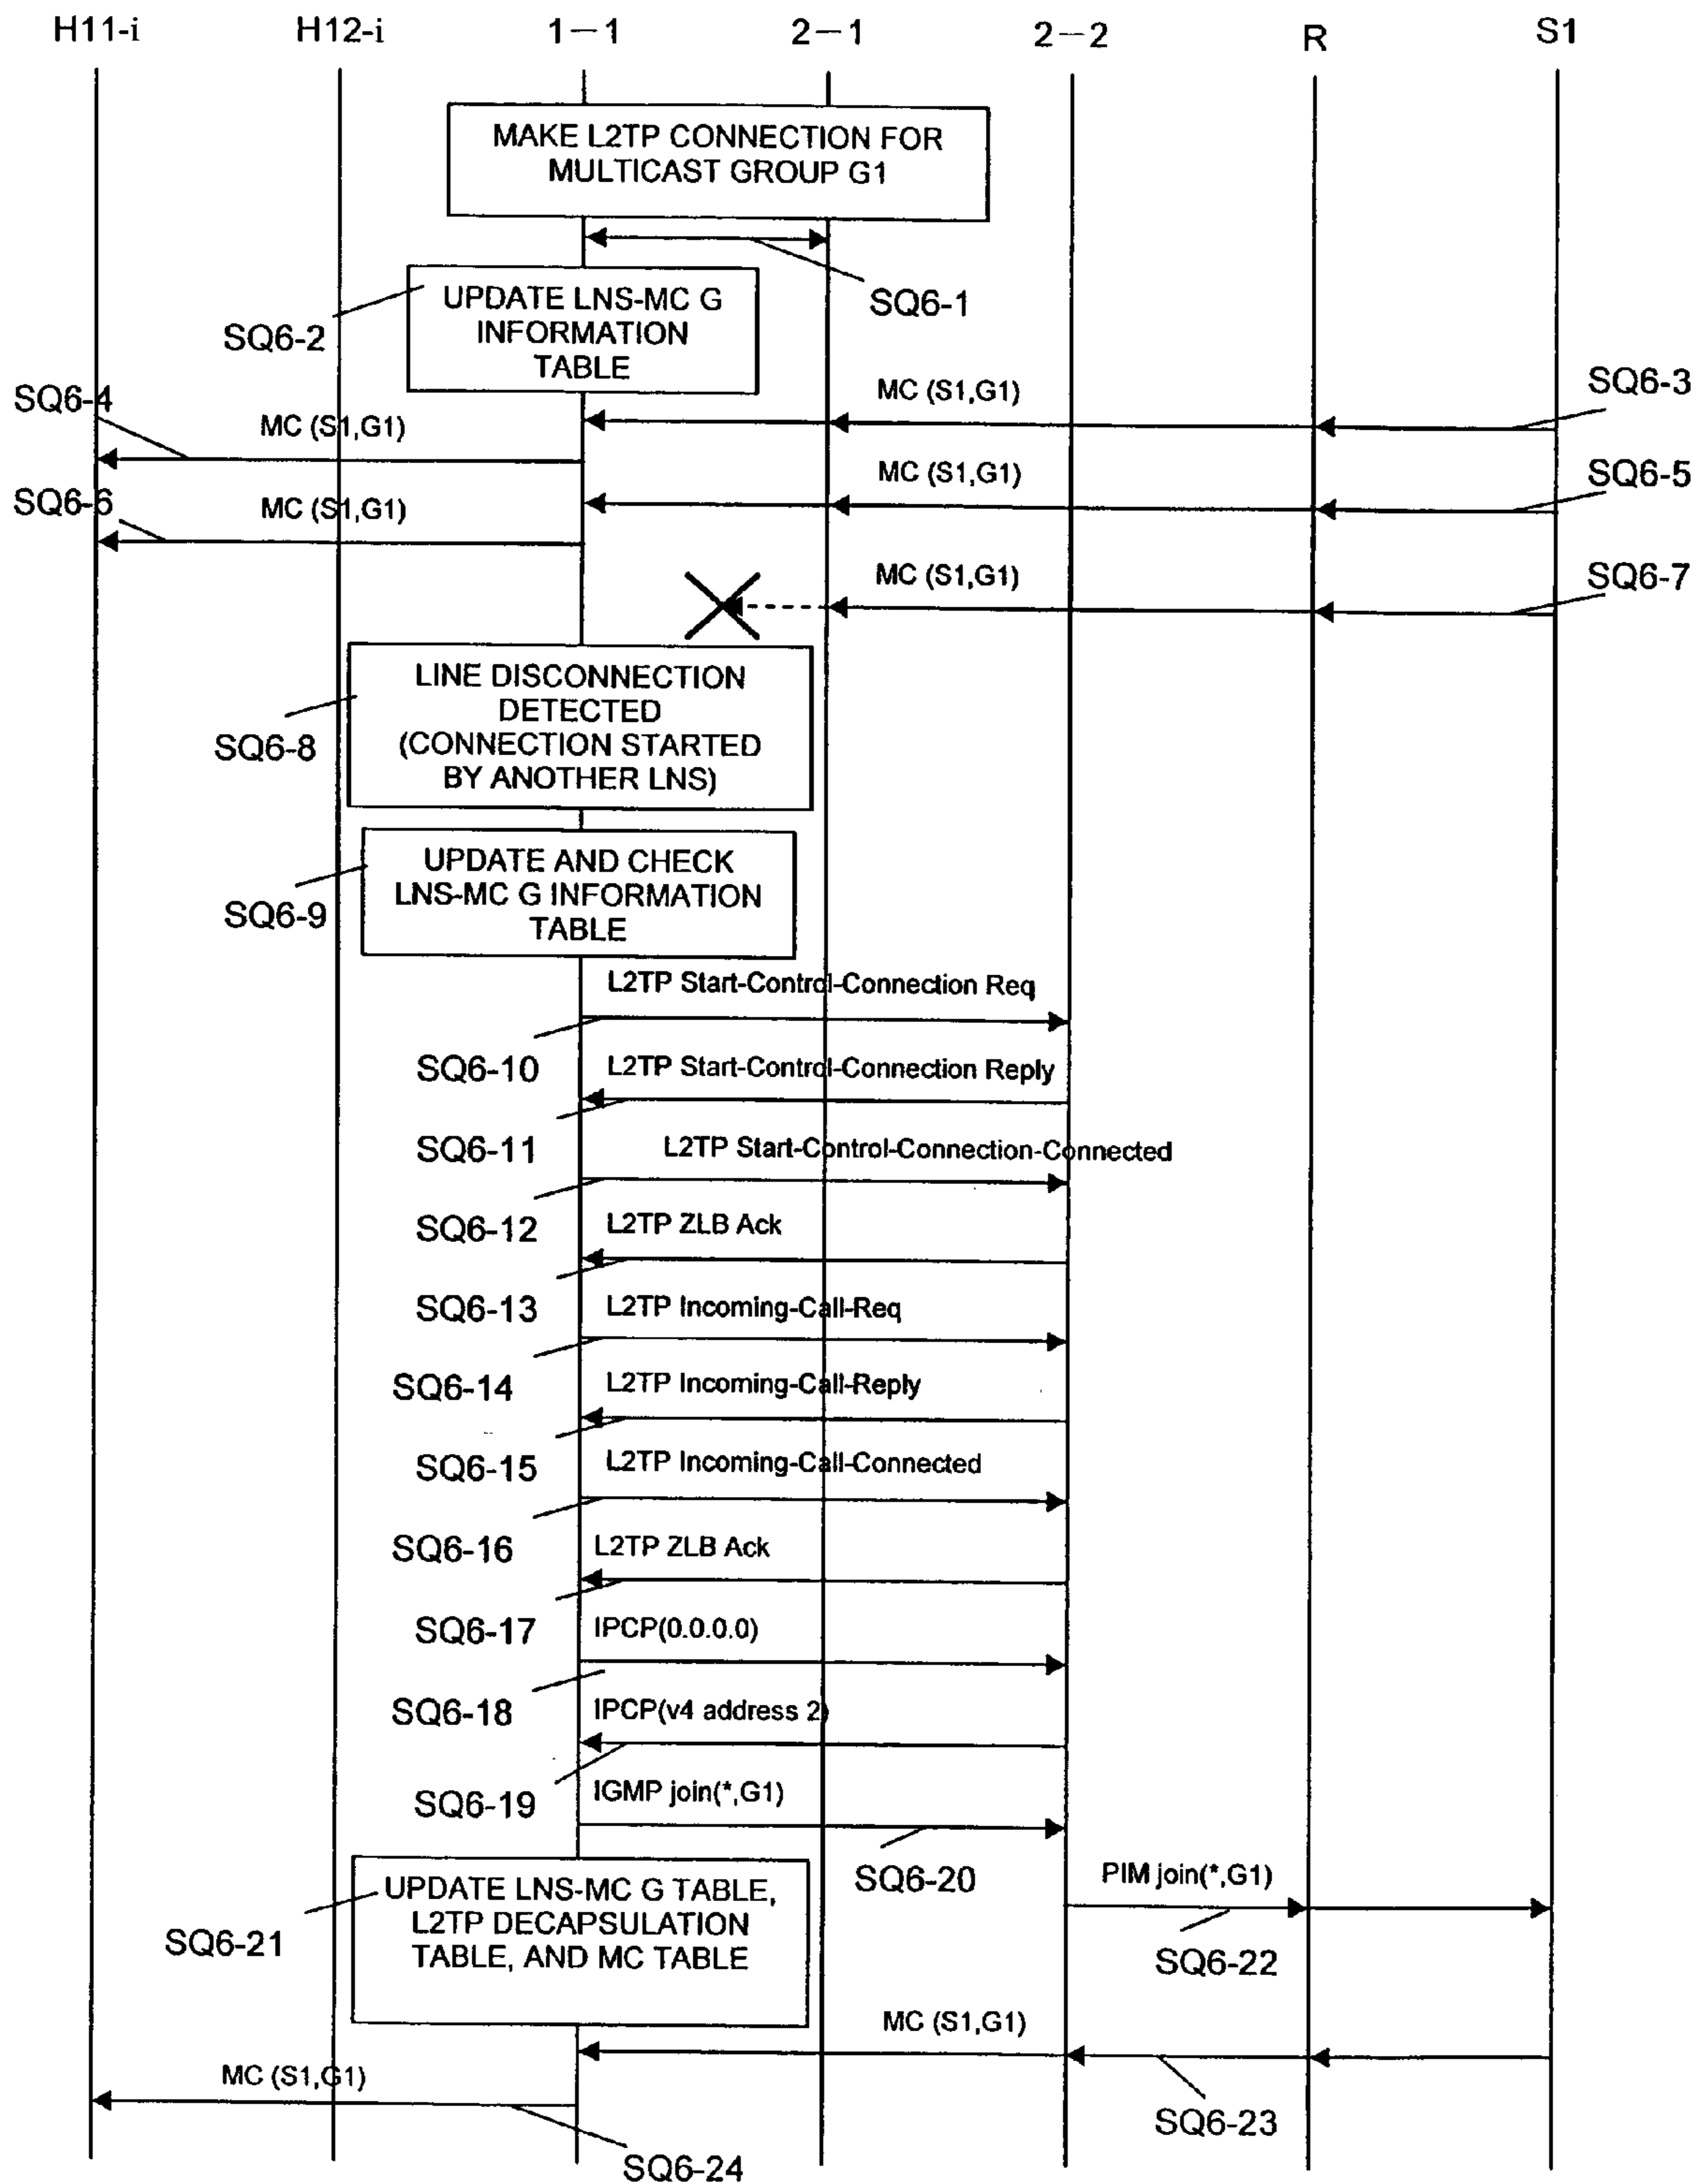 H11-i H12-i 1-1 2-1 2-2 R S1
MAKE L2TP CONNECTION FOR
MULTICAST GROUP G1
SQ6-1
UPDATE LNS-MC G
INFORMATION
TABLE
SQ6-2
SQ6-3
MC (S1,G1)
SQ6-4
MC (S1,G1)
SQ6-5
MC (S1,G1)
SQ6-6
MC (S1,G1)
SQ6-7
MC (S1,G1)
LINE DISCONNECTION
DETECTED
(CONNECTION STARTED
BY ANOTHER LNS)
SQ6-8
UPDATE AND CHECK
LNS-MC G INFORMATION
TABLE
SQ6-9
L2TP Start-Control-Connection Req
SQ6-10
L2TP Start-Control-Connection Reply
SQ6-11
L2TP Start-Control-Connection-Connected
SQ6-12
L2TP ZLB Ack
SQ6-13
L2TP Incoming-Call-Req
SQ6-14
L2TP Incoming-Call-Reply
SQ6-15
L2TP Incoming-Call-Connected
SQ6-16
L2TP ZLB Ack
SQ6-17
IPCP(0.0.0.0)
SQ6-18
IPCP(v4 address 2)
SQ6-19
IGMP join(*,G1)
SQ6-20
UPDATE LNS-MC G TABLE,
L2TP DECAPSULATION
TABLE, AND MC TABLE
SQ6-21
PIM join(*,G1)
SQ6-22
MC (S1,G1)
SQ6-23
MC (S1,G1)
SQ6-24